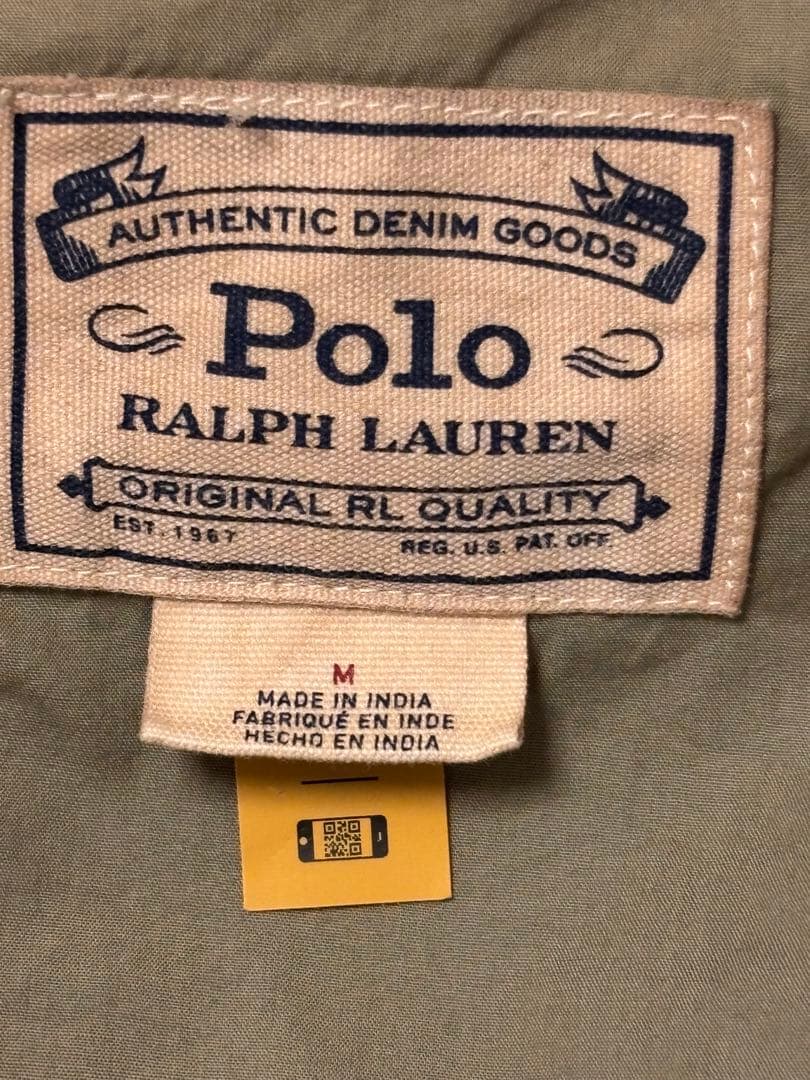 AUTHENTIC DENIM GOODS
Polo
RALPH LAUREN
ORIGINAL RL QUALITY
EST. 1967
REG. U.S. PAT. OFF.
M
MADE IN INDIA
FABRIQUÉ EN INDE
HECHO EN INDIA